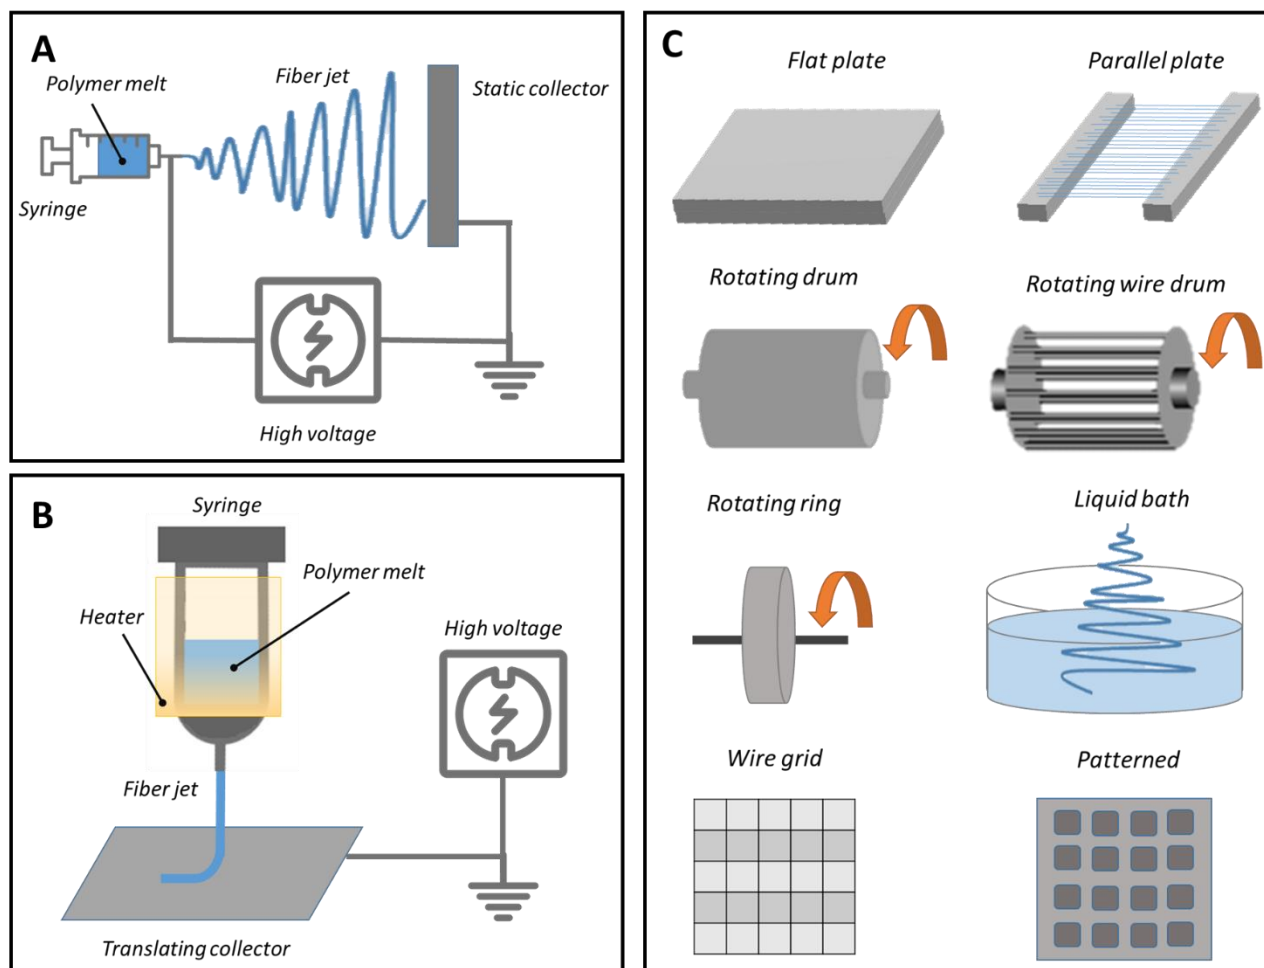 A
Polymer melt
Fiber jet
Static collector
Syringe
High voltage
B
Syringe
Polymer melt
Heater
High voltage
Fiber jet
Translating collector
C
Flat plate
Parallel plate
Rotating drum
Rotating wire drum
Rotating ring
Liquid bath
Wire grid
Patterned